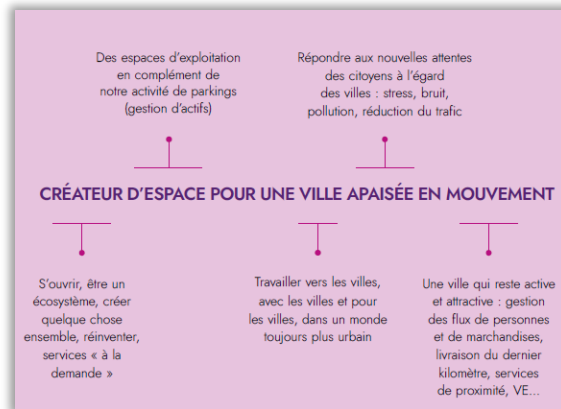 Des espaces d'exploitation
en complément de
notre activité de parkings
(gestion d'actifs)
Répondre aux nouvelles attentes
des citoyens à l'égard
des villes : stress, bruit,
pollution, réduction du trafic
CRÉATEUR D'ESPACE POUR UNE VILLE APAISÉE EN MOUVEMENT
S'ouvrir, être un
écosystème, créer
quelque chose
ensemble, réinventer,
services « à la
demande »
Travailler vers les villes,
avec les villes et pour
les villes, dans un monde
toujours plus urbain
Une ville qui reste active
et attractive : gestion
des flux de personnes
et de marchandises,
livraison du dernier
kilomètre, services
de proximité, VE...